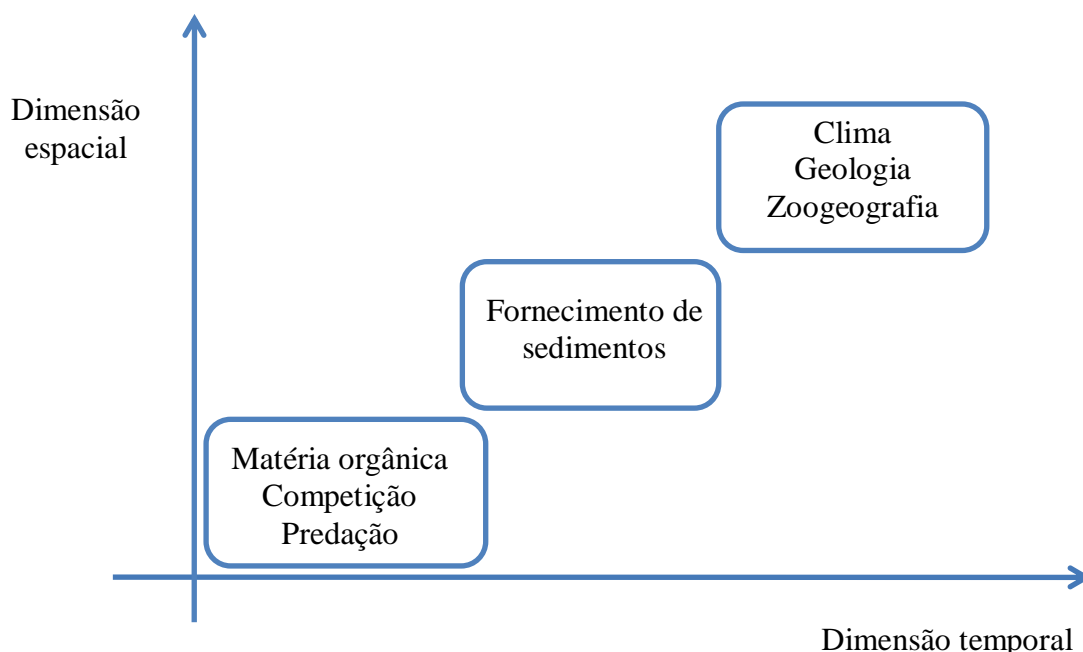 Dimensão
espacial
Clima
Geologia
Zoogeografia
Fornecimento de
sedimentos
Matéria orgânica
Competição
Predação
Dimensão temporal